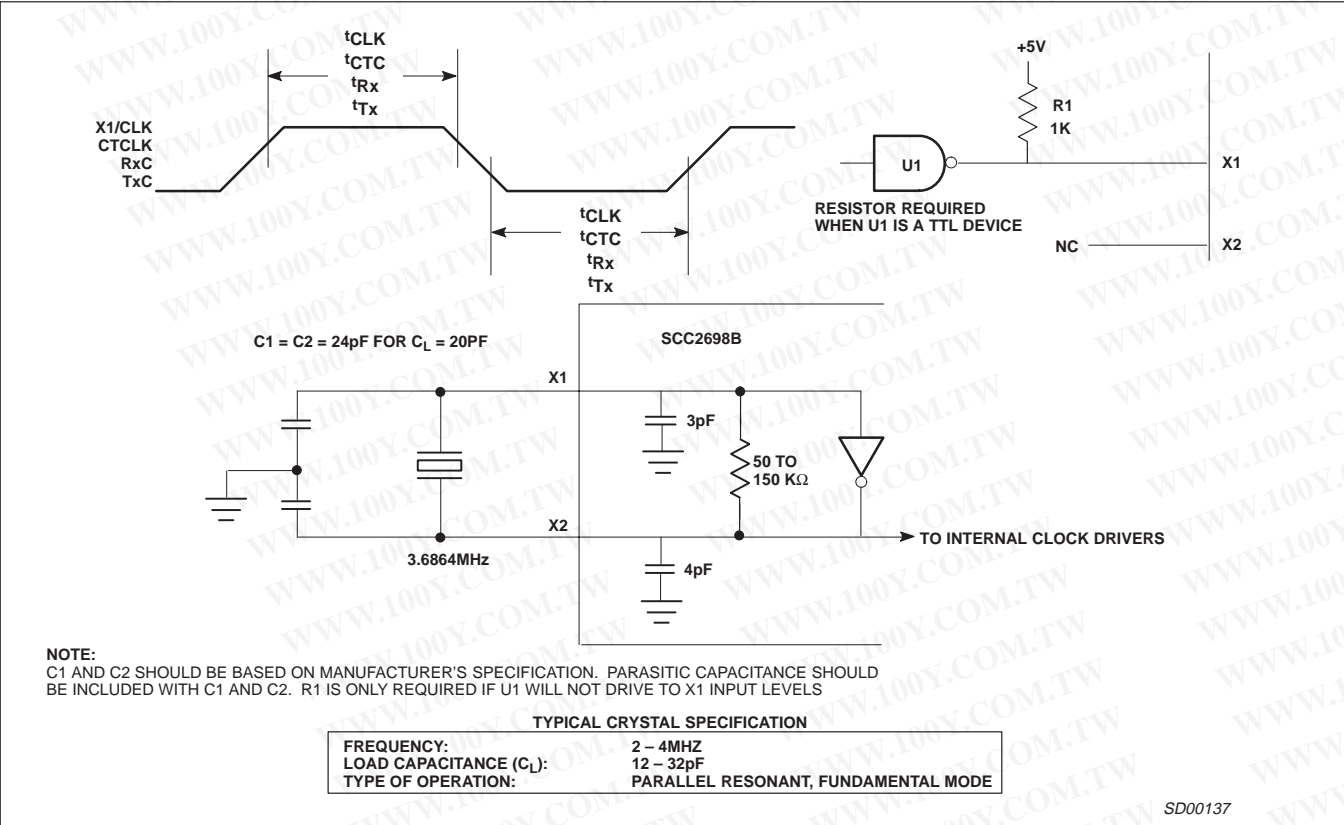 tCLK
tCTC
tRx
tTx
X1/CLK
CTCLK
RxC
TxC
tCLK
tCTC
tRx
tTx
+5V
R1
1K
U1
X1
RESISTOR REQUIRED
WHEN U1 IS A TTL DEVICE
NC
X2
C1 = C2 = 24pF FOR CL = 20PF
SCC2698B
X1
3pF
50 TO
150 KΩ
X2
TO INTERNAL CLOCK DRIVERS
3.6864MHz
4pF
NOTE:
C1 AND C2 SHOULD BE BASED ON MANUFACTURER'S SPECIFICATION. PARASITIC CAPACITANCE SHOULD
BE INCLUDED WITH C1 AND C2. R1 IS ONLY REQUIRED IF U1 WILL NOT DRIVE TO X1 INPUT LEVELS
TYPICAL CRYSTAL SPECIFICATION
FREQUENCY: 2 – 4MHZ
LOAD CAPACITANCE (CL): 12 – 32pF
TYPE OF OPERATION: PARALLEL RESONANT, FUNDAMENTAL MODE
SD00137
WWW.100Y.COM.TW